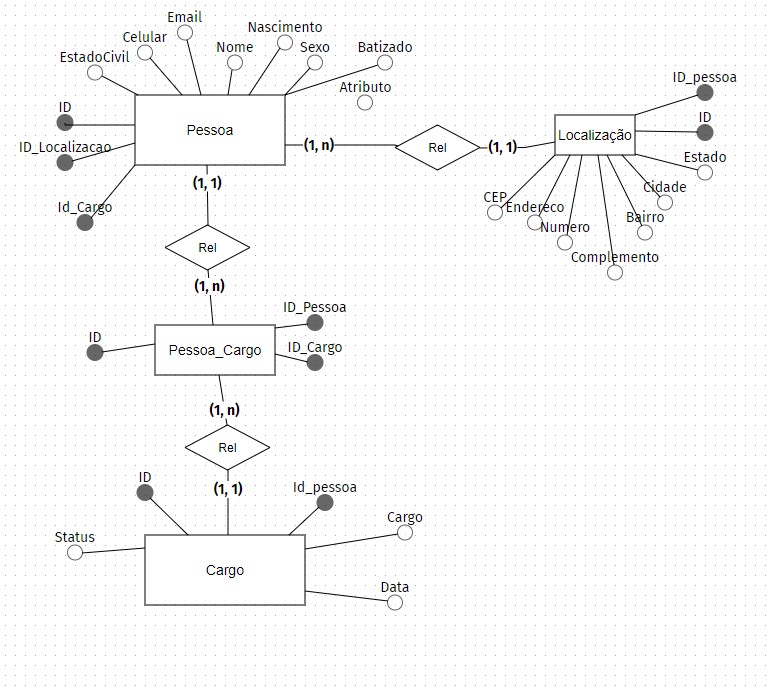 Email
Celular
Nascimento
Nome
Sexo
Batizado
EstadoCivil
Atributo
ID
Pessoa
ID_Localizacao
Id_Cargo
(1, n)
Rel
(1, 1)
ID_pessoa
ID
Localização
Estado
Cidade
CEP
Endereco
Bairro
Numero
Complemento
(1, 1)
Rel
(1, n)
ID_Pessoa
ID
Pessoa_Cargo
ID_Cargo
(1, n)
Rel
(1, 1)
ID
Id_pessoa
Status
Cargo
Cargo
Data